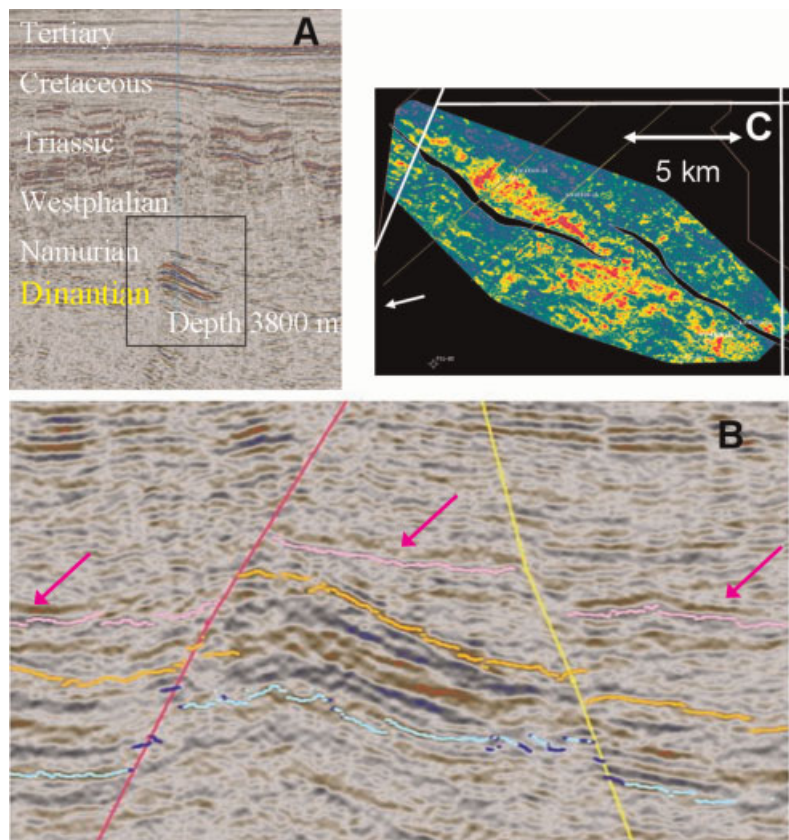 A
Tertiary
Cretaceous
Triassic
Westphalian
Namurian
Dinantian
Depth 3800 m
C
5 km
B